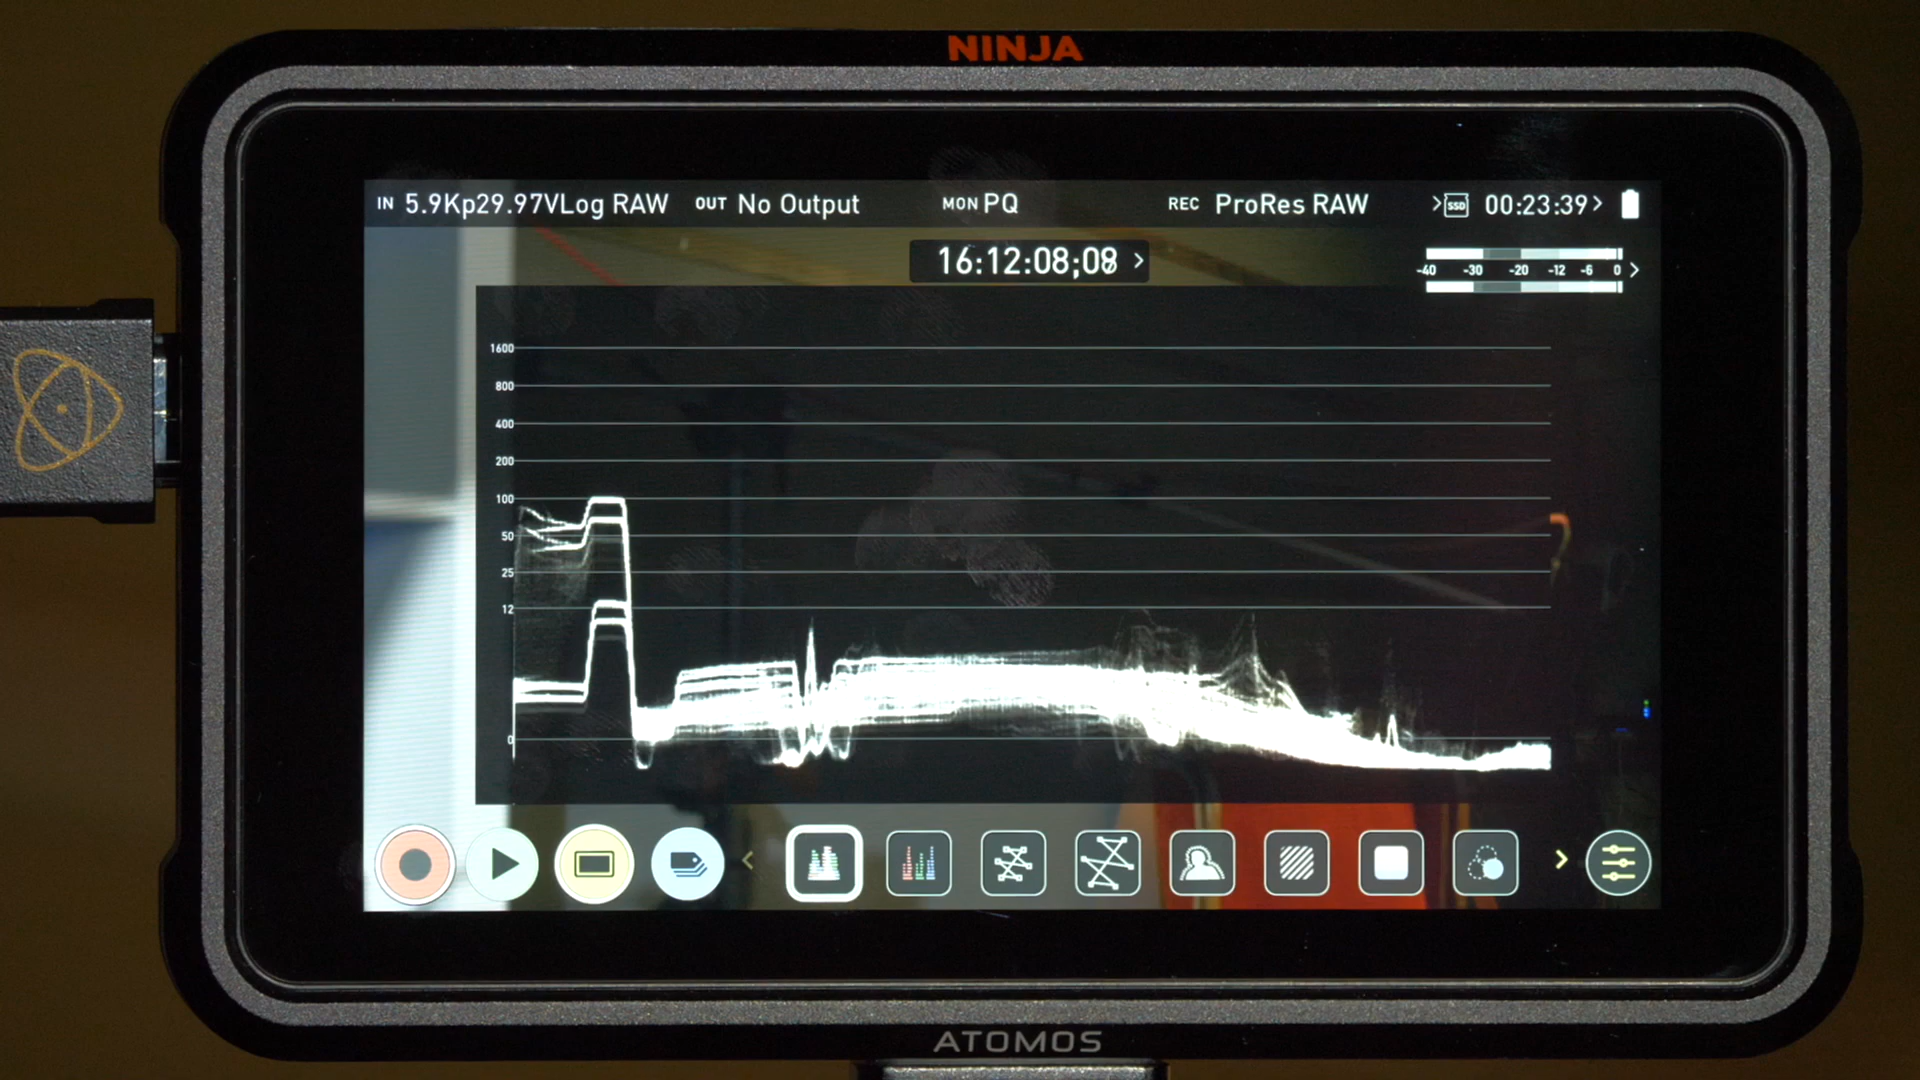 NINJA
IN 5.9Kp29.97VLog RAW OUT No Output MON PQ REC ProRes RAW >SSD 00:23:39>
16:12:08;08 >
-40 -30 -20 -12 -6 0 >
1600
800
400
200
100
50
25
12
0
ATOMOS